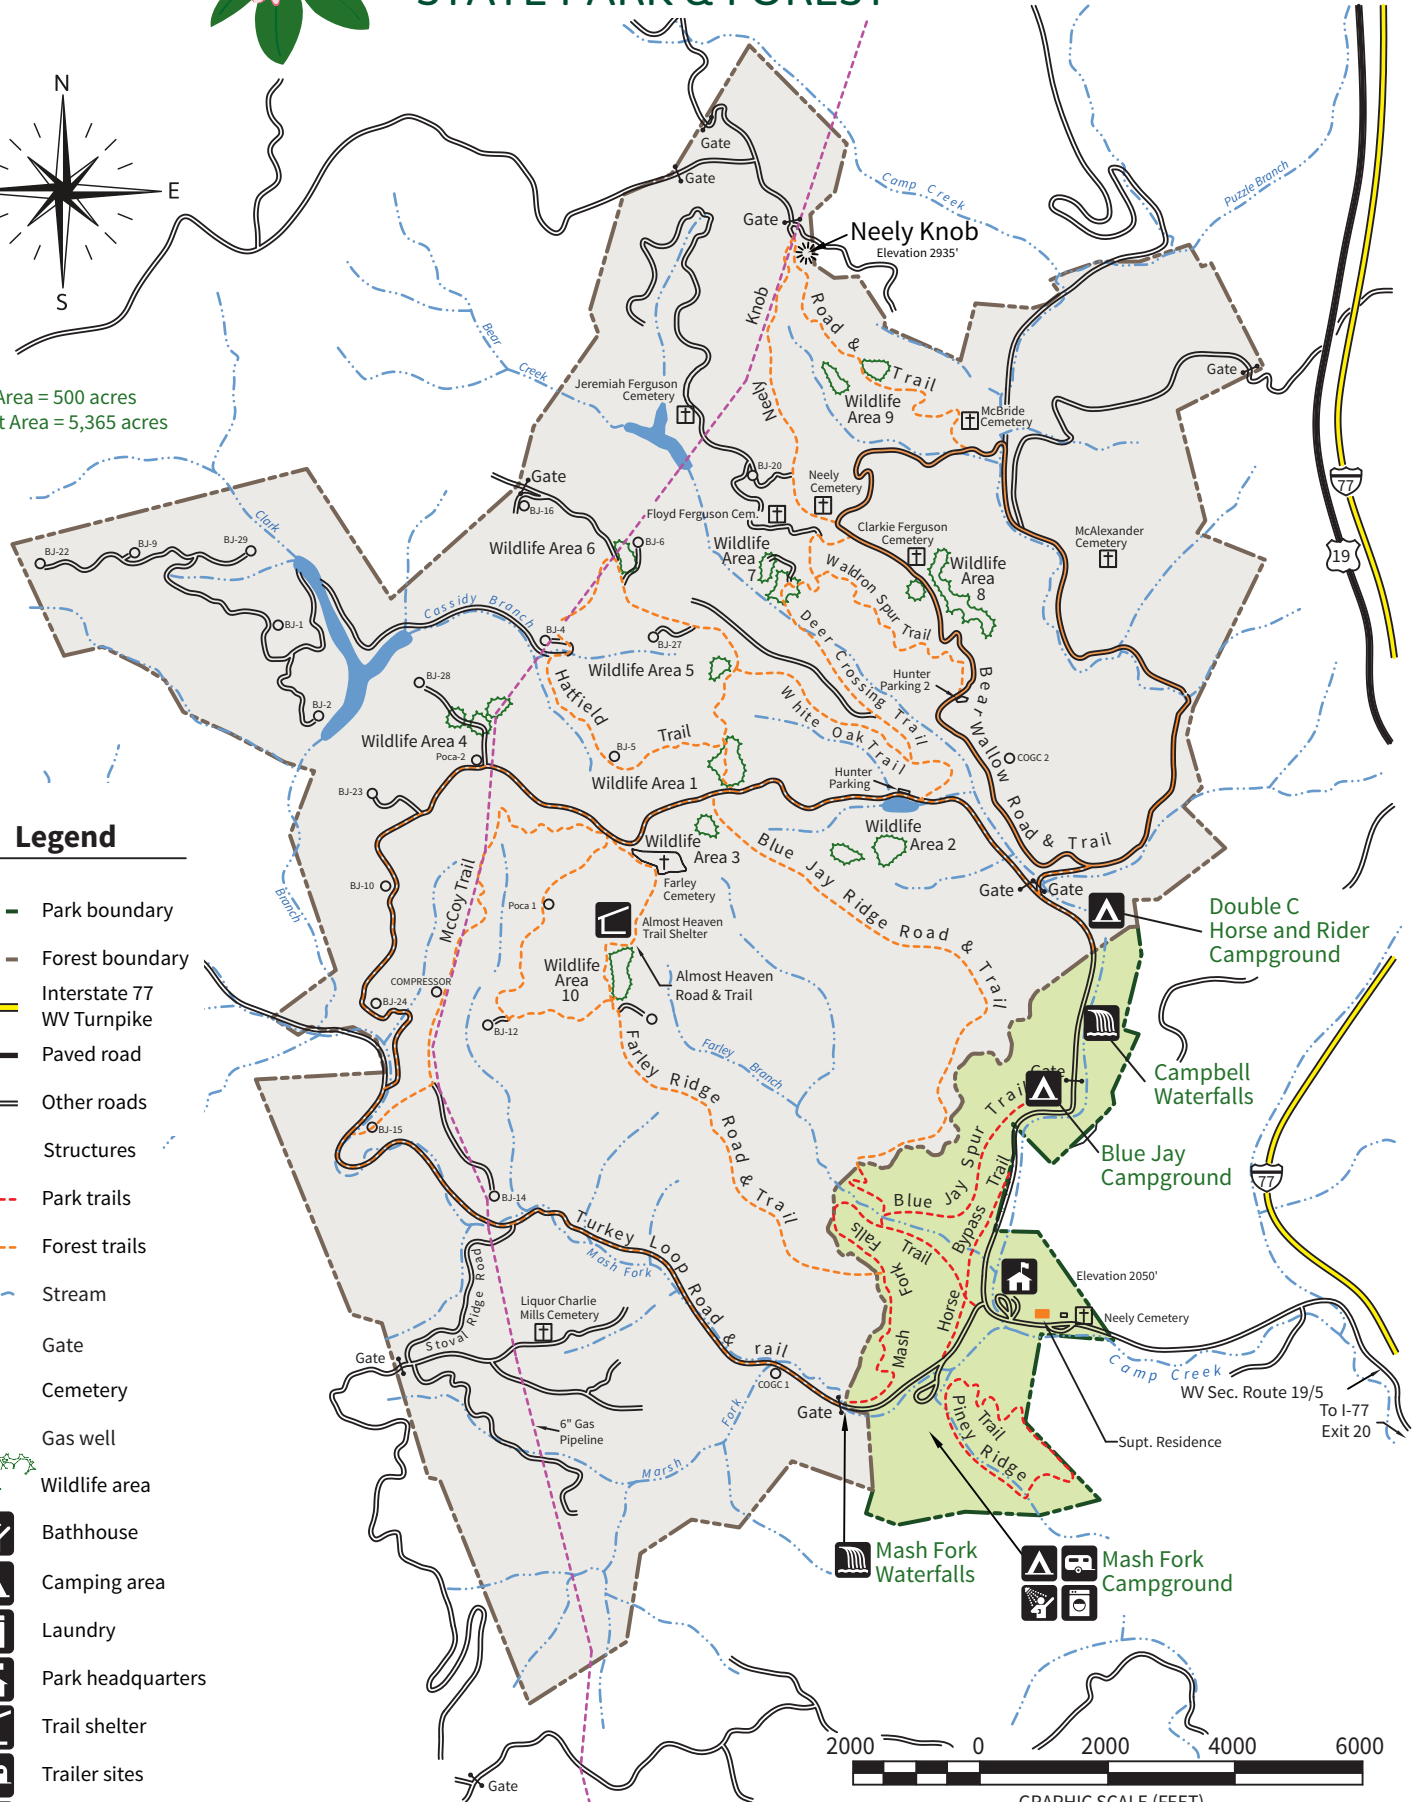 STATE PARK & FOREST
N
E
S
Area = 500 acres
t Area = 5,365 acres
Gate
Gate
Gate
Neely Knob
Elevation 2935'
Camp Creek
Puzzle Branch
Bear
Creek
Knob
Neely
Road &
Trail
Jeremiah Ferguson
Cemetery
Wildlife
Area 9
McBride
Cemetery
Gate
77
19
Gate
BJ-16
BJ-20
Neely
Cemetery
Floyd Ferguson Cem.
Clarkie Ferguson
Cemetery
McAlexander
Cemetery
Clark
BJ-22
BJ-9
BJ-29
BJ-1
BJ-2
Wildlife Area 6
BJ-6
Wildlife
Area
7
Wildlife
Area
8
Waldron Spur Trail
Cassidy Branch
BJ-4
BJ-27
Deer Crossing Trail
Wildlife Area 5
Hunter
Parking 2
BJ-28
Hatfield
Trail
White Oak Trail
Bear Wallow Road & Trail
Wildlife Area 4
Poca-2
BJ-5
COGC 2
Wildlife Area 1
Hunter
Parking
BJ-23
Wildlife
Area 3
Wildlife
Area 2
Blue Jay Ridge Road & Trail
Farley
Cemetery
Gate
Gate
BJ-10
McCoy Trail
Poca 1
Almost Heaven
Trail Shelter
Double C
Horse and Rider
Campground
Branch
COMPRESSOR
Wildlife
Area
10
Almost Heaven
Road & Trail
BJ-24
BJ-12
Farley Ridge Road & Trail
Farley Branch
Campbell
Waterfalls
Gate
BJ-15
Blue Jay
Campground
77
BJ-14
Blue Jay Spur Trail
Bypass Trail
Horse
Mash Fork
Falls
Trail
Turkey Loop Road & rail
Mash Fork
Stoval Ridge Road
Elevation 2050'
Neely Cemetery
Liquor Charlie
Mills Cemetery
Gate
COGC 1
Gate
Camp Creek
WV Sec. Route 19/5
To I-77
Exit 20
Supt. Residence
Piney Ridge
Trail
6" Gas
Pipeline
Marsh
Fork
Mash Fork
Waterfalls
Mash Fork
Campground
Gate
Legend
Park boundary
Forest boundary
Interstate 77
WV Turnpike
Paved road
Other roads
Structures
Park trails
Forest trails
Stream
Gate
Cemetery
Gas well
Wildlife area
Bathhouse
Camping area
Laundry
Park headquarters
Trail shelter
Trailer sites
2000 0 2000 4000 6000
GRAPHIC SCALE (FEET)